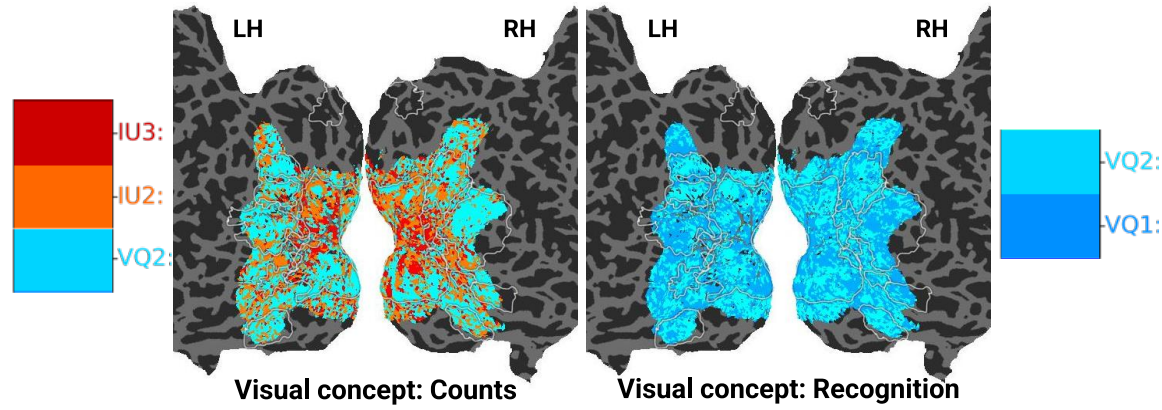 LH
RH
LH
RH
IU3:
IU2:
VQ2:
VQ2:
VQ1:
Visual concept: Counts
Visual concept: Recognition